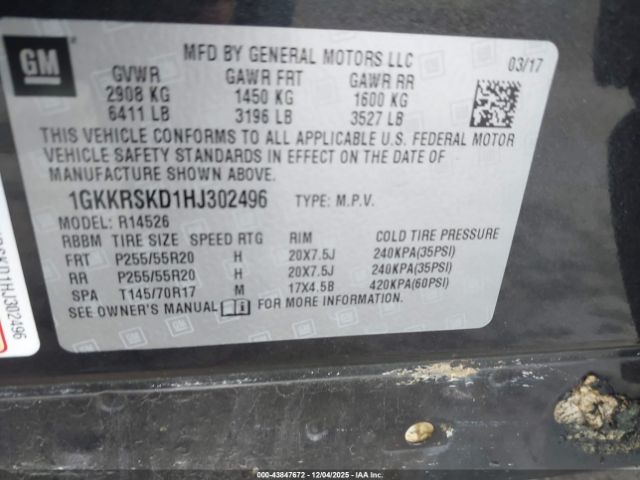 GM
MFD BY GENERAL MOTORS LLC 03/17
GVWR GAWR FRT GAWR RR
2908 KG 1450 KG 1600 KG
6411 LB 3196 LB 3527 LB
THIS VEHICLE CONFORMS TO ALL APPLICABLE U.S. FEDERAL MOTOR
VEHICLE SAFETY STANDARDS IN EFFECT ON THE DATE OF
MANUFACTURE SHOWN ABOVE.
1GKKRSKD1HJ302496 TYPE: M.P.V.
MODEL: R14526
RBBM TIRE SIZE SPEED RTG RIM COLD TIRE PRESSURE
FRT P255/55R20 H 20X7.5J 240KPA(35PSI)
RR P255/55R20 H 20X7.5J 240KPA(35PSI)
SPA T145/70R17 M 17X4.5B 420KPA(60PSI)
SEE OWNER'S MANUAL FOR MORE INFORMATION
SKD1HJ302496
000-43847672 - 12/04/2025 - IAA Inc.